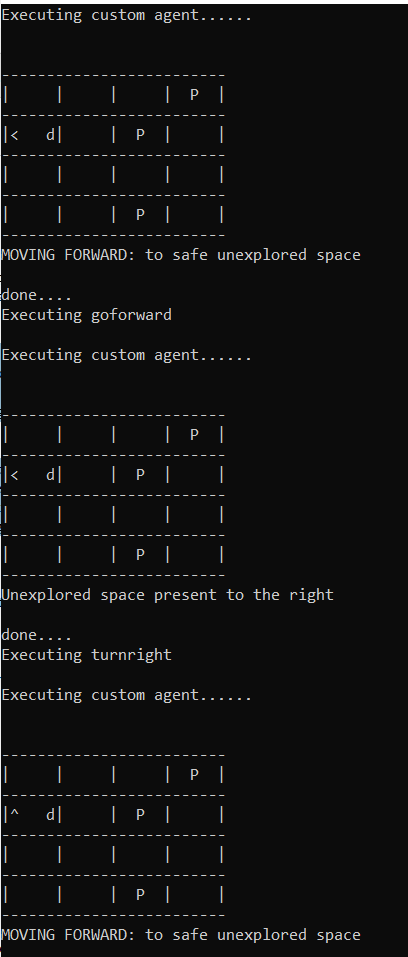 Executing custom agent......
-------------------------
|     |     |     |  P  |
-------------------------
|<   d|     |  P  |     |
-------------------------
|     |     |     |     |
-------------------------
|     |     |  P  |     |
-------------------------
MOVING FORWARD: to safe unexplored space
done....
Executing goforward
Executing custom agent......
-------------------------
|     |     |     |  P  |
-------------------------
|<   d|     |  P  |     |
-------------------------
|     |     |     |     |
-------------------------
|     |     |  P  |     |
-------------------------
Unexplored space present to the right
done....
Executing turnright
Executing custom agent......
-------------------------
|     |     |     |  P  |
-------------------------
|^   d|     |  P  |     |
-------------------------
|     |     |     |     |
-------------------------
|     |     |  P  |     |
-------------------------
MOVING FORWARD: to safe unexplored space